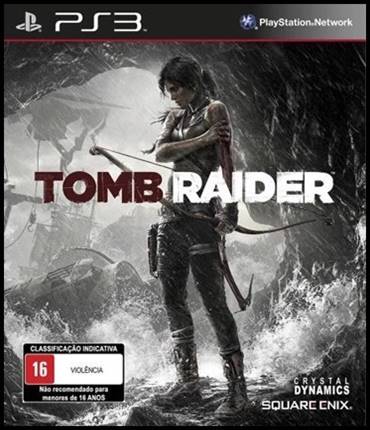 PS3
PlayStation®Network
TOMB RAIDER
CLASSIFICAÇÃO INDICATIVA
16
VIOLÊNCIA
Não recomendado para
menores de 16 ANOS
CRYSTAL
DYNAMICS
SQUARE ENIX.